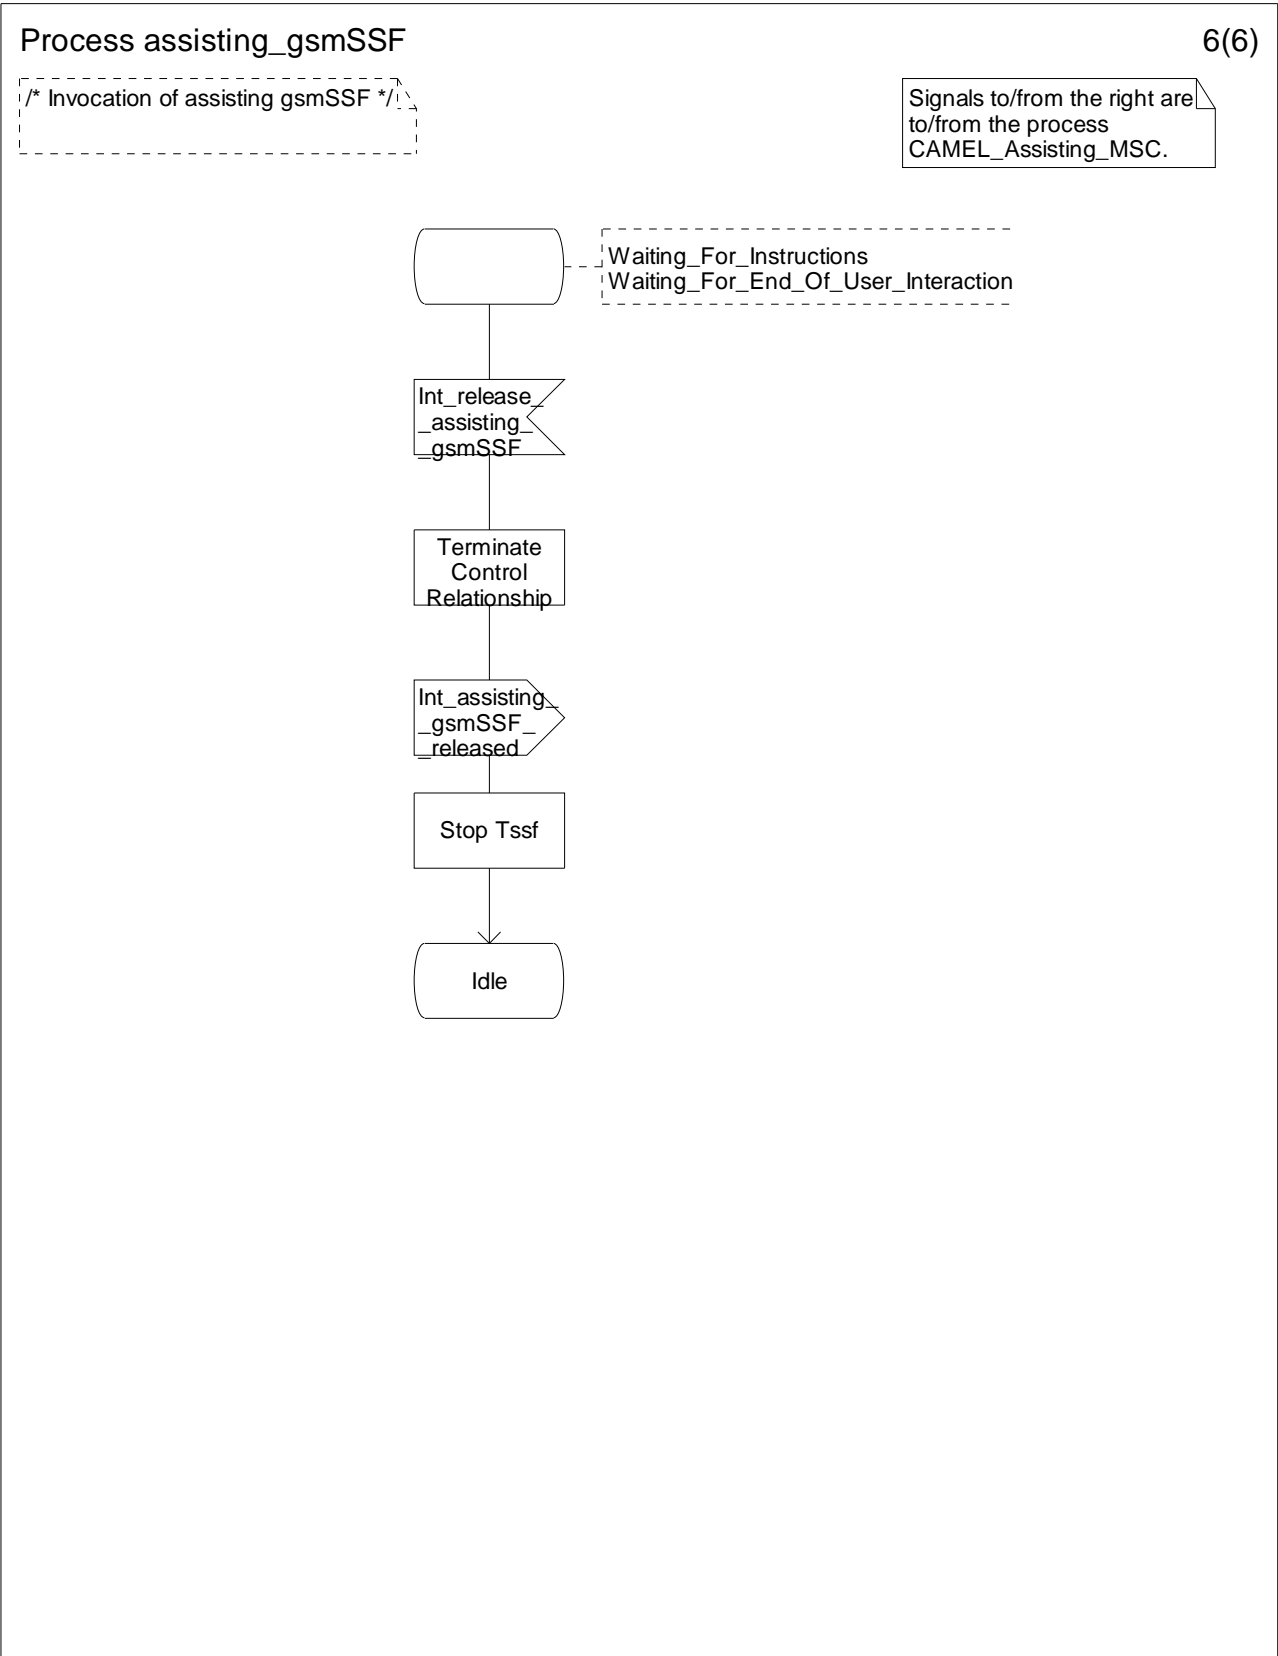 Process assisting_gsmSSF
6(6)
/* Invocation of assisting gsmSSF */
Signals to/from the right are
to/from the process
CAMEL_Assisting_MSC.
Waiting_For_Instructions
Waiting_For_End_Of_User_Interaction
Int_release_
_assisting_
_gsmSSF
Terminate
Control
Relationship
Int_assisting_
_gsmSSF_
_released
Stop Tssf
Idle